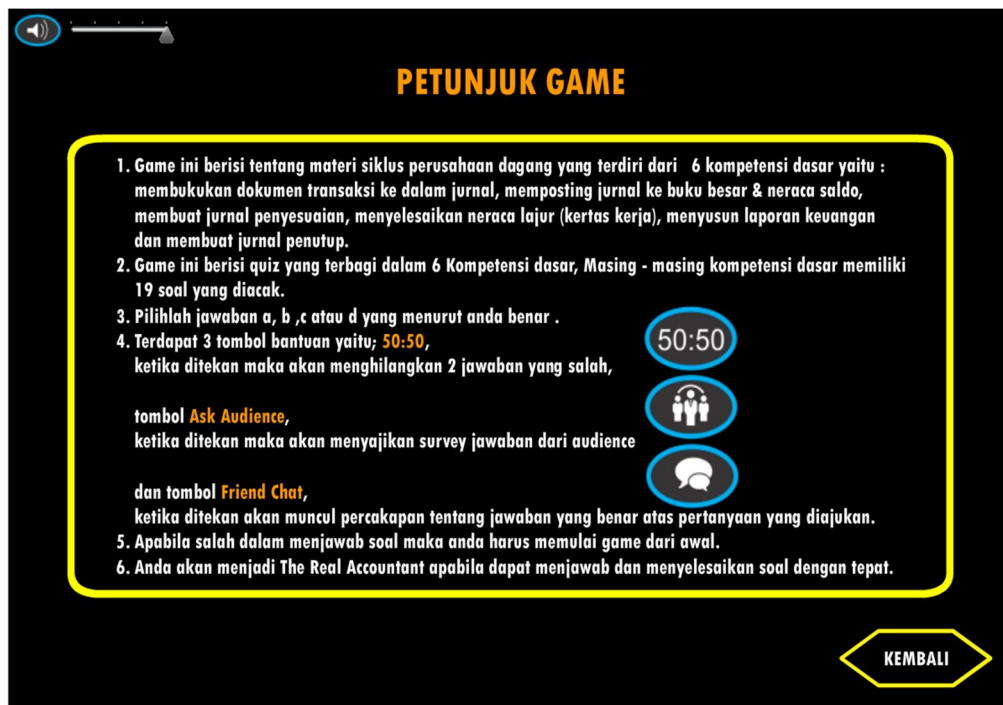 PETUNJUK GAME
1. Game ini berisi tentang materi siklus perusahaan dagang yang terdiri dari 6 kompetensi dasar yaitu :
membukukan dokumen transaksi ke dalam jurnal, memposting jurnal ke buku besar & neraca saldo,
membuat jurnal penyesuaian, menyelesaikan neraca lajur (kertas kerja), menyusun laporan keuangan
dan membuat jurnal penutup.
2. Game ini berisi quiz yang terbagi dalam 6 Kompetensi dasar, Masing - masing kompetensi dasar memiliki
19 soal yang diacak.
3. Pilihlah jawaban a, b ,c atau d yang menurut anda benar .
4. Terdapat 3 tombol bantuan yaitu; 50:50,
50:50
ketika ditekan maka akan menghilangkan 2 jawaban yang salah,
tombol Ask Audience,
ketika ditekan maka akan menyajikan survey jawaban dari audience
dan tombol Friend Chat,
ketika ditekan akan muncul percakapan tentang jawaban yang benar atas pertanyaan yang diajukan.
5. Apabila salah dalam menjawab soal maka anda harus memulai game dari awal.
6. Anda akan menjadi The Real Accountant apabila dapat menjawab dan menyelesaikan soal dengan tepat.
KEMBALI